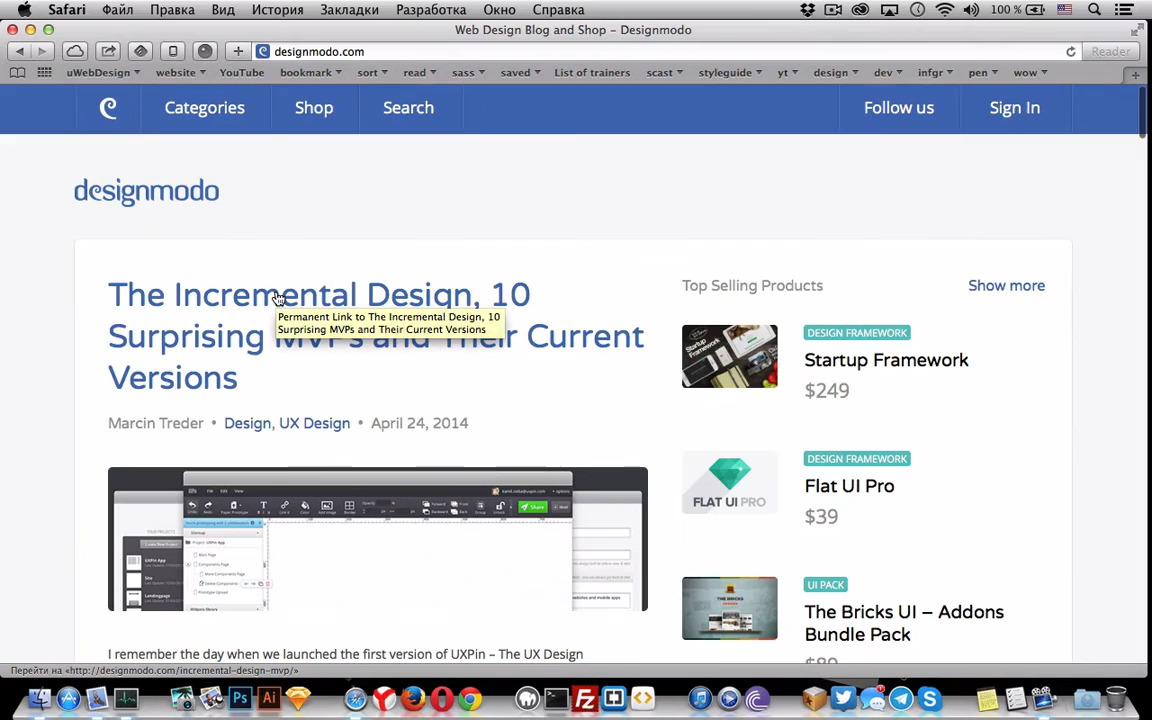 Safari Файл Правка Вид История Закладки Разработка Окно Справка 100 %
Web Design Blog and Shop – Designmodo
designmodo.com Reader
uWebDesign website YouTube bookmark sort read sass saved List of trainers scast styleguide yt design dev infgr pen wow
Categories Shop Search Follow us Sign In
designmodo
The Incremental Design, 10
Surprising MVPs and Their Current
Versions
Permanent Link to The Incremental Design, 10
Surprising MVPs and Their Current Versions
Marcin Treder • Design, UX Design • April 24, 2014
Share
I remember the day when we launched the first version of UXPin – The UX Design
Top Selling Products Show more
DESIGN FRAMEWORK
Startup Framework
$249
DESIGN FRAMEWORK
Flat UI Pro
$39
FLAT UI PRO
UI PACK
The Bricks UI – Addons
Bundle Pack
Перейти на «http://designmodo.com/incremental-design-mvp/»